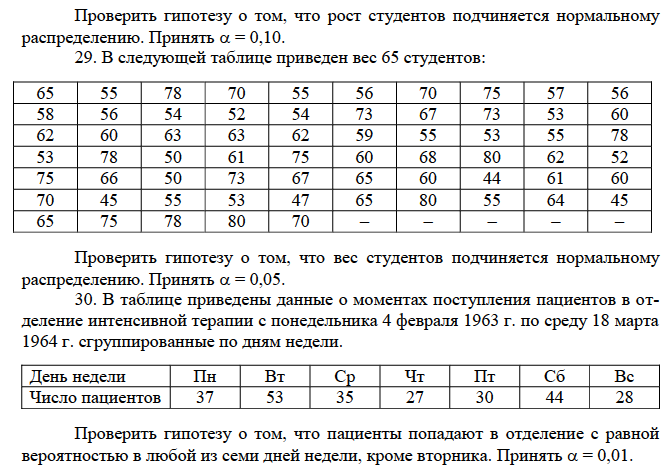 Проверить гипотезу о том, что рост студентов подчиняется нормальному
распределению. Принять α = 0,10.
29. В следующей таблице приведен вес 65 студентов:
65 55 78 70 55 56 70 75 57 56
58 56 54 52 54 73 67 73 53 60
62 60 63 63 62 59 55 53 55 78
53 78 50 61 75 60 68 80 62 52
75 66 50 73 67 65 60 44 61 60
70 45 55 53 47 65 80 55 64 45
65 75 78 80 70 – – – – –
Проверить гипотезу о том, что вес студентов подчиняется нормальному
распределению. Принять α = 0,05.
30. В таблице приведены данные о моментах поступления пациентов в от-
деление интенсивной терапии с понедельника 4 февраля 1963 г. по среду 18 марта
1964 г. сгруппированные по дням недели.
День недели Пн Вт Ср Чт Пт Сб Вс
Число пациентов 37 53 35 27 30 44 28
Проверить гипотезу о том, что пациенты попадают в отделение с равной
вероятностью в любой из семи дней недели, кроме вторника. Принять α = 0,01.